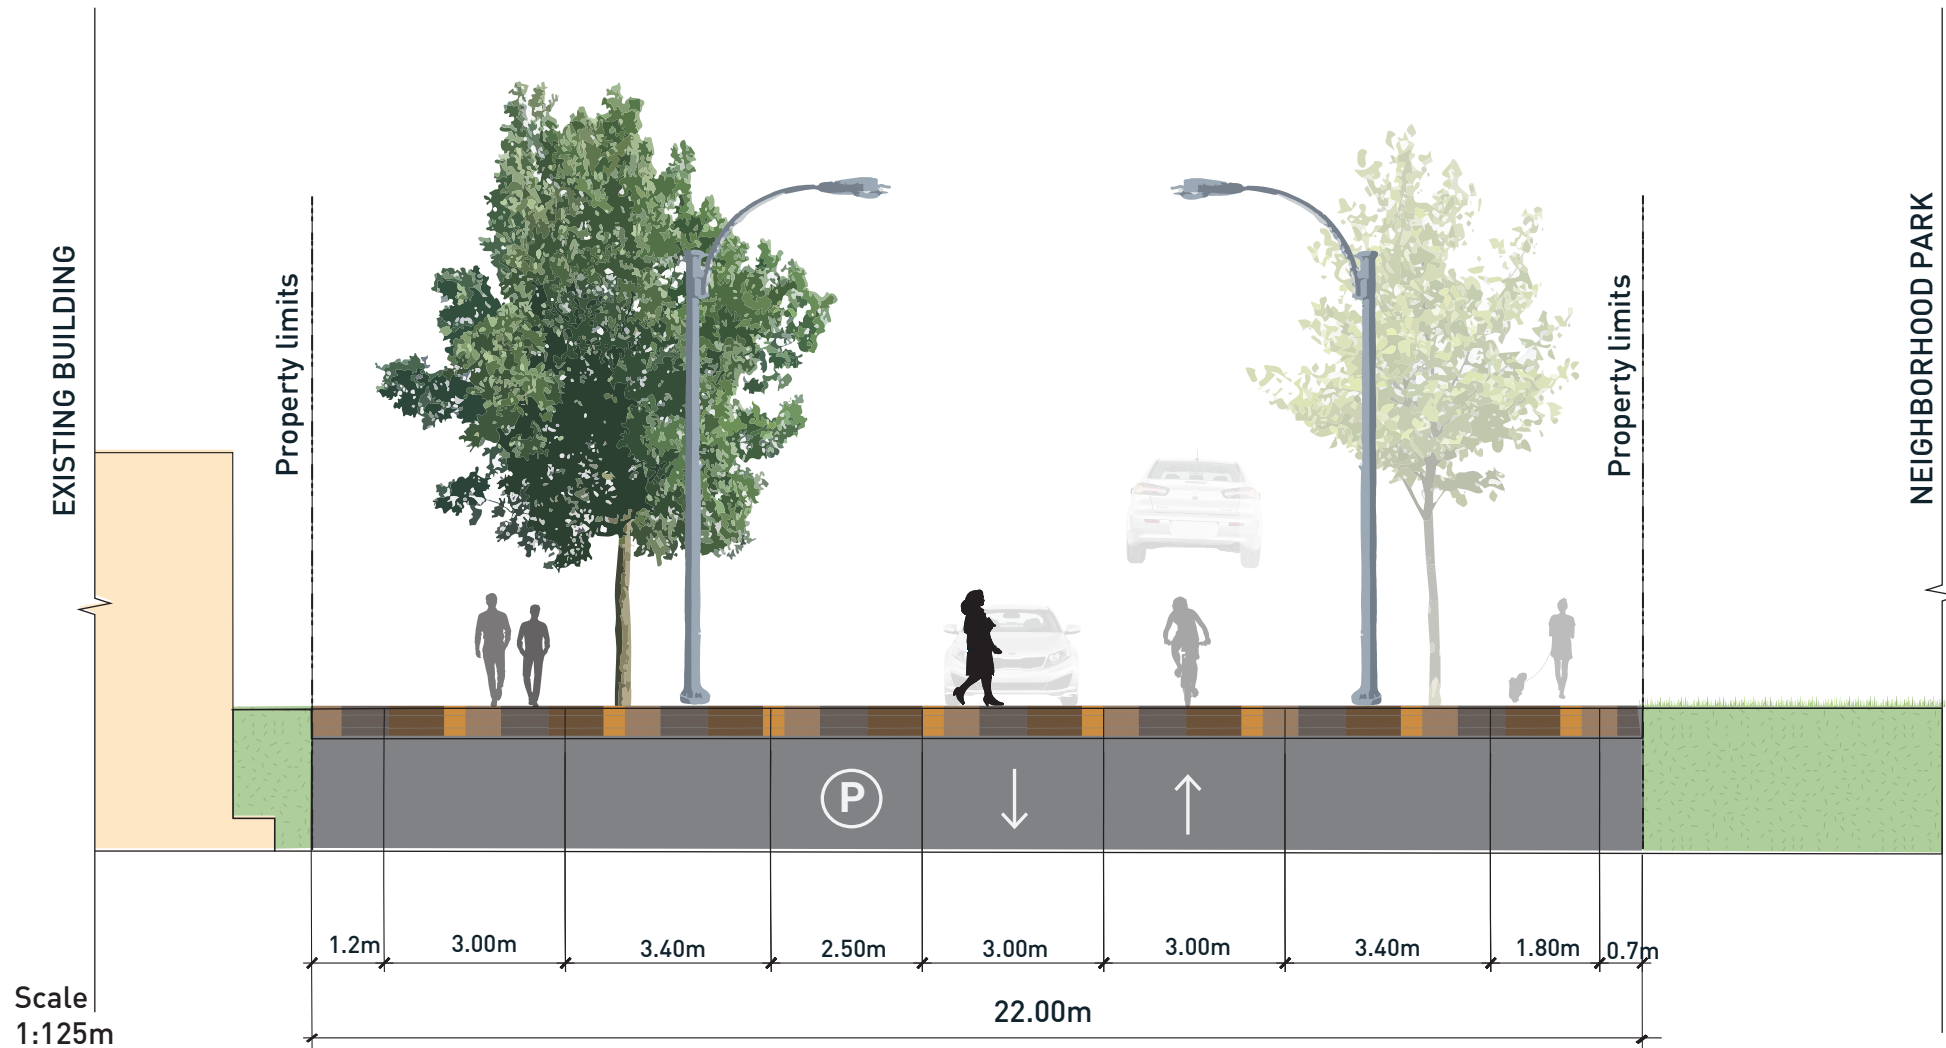 EXISTING BUILDING
Property limits
Property limits
NEIGHBORHOOD PARK
P
1.2m
3.00m
3.40m
2.50m
3.00m
3.00m
3.40m
1.80m
0.7m
22.00m
Scale
1:125m